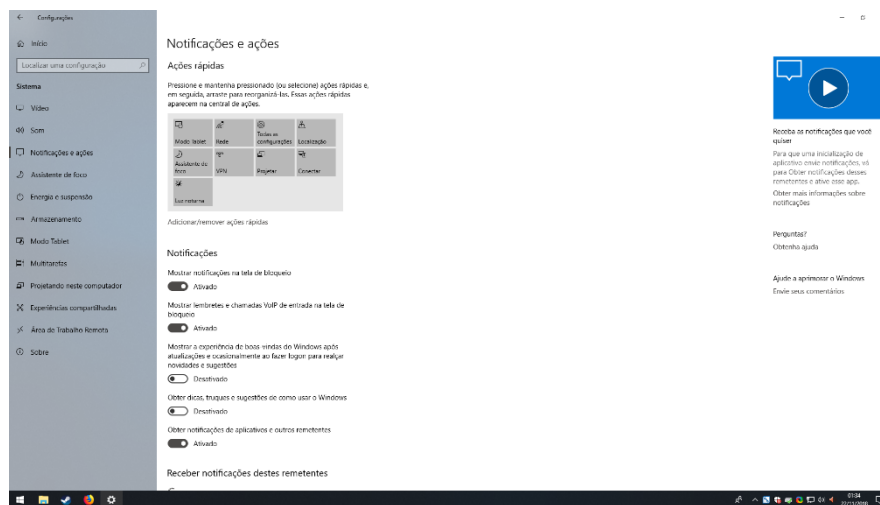 Configurações
Início
Localizar uma configuração
Sistema
Vídeo
Som
Notificações e ações
Assistente de foco
Energia e suspensão
Armazenamento
Modo Tablet
Multitarefas
Projetando neste computador
Experiências compartilhadas
Área de Trabalho Remota
Sobre
Notificações e ações
Ações rápidas
Pressione e mantenha pressionado (ou selecione) ações rápidas e,
em seguida, arraste para reorganizá-las. Essas ações rápidas
aparecem na central de ações.
Modo Tablet
Rede
Todas as
configurações
Localização
Assistente de
foco
VPN
Projetar
Conectar
Luz noturna
Adicionar/remover ações rápidas
Notificações
Mostrar notificações na tela de bloqueio
Ativado
Mostrar lembretes e chamadas VoIP de entrada na tela de
bloqueio
Ativado
Mostrar a experiência de boas-vindas do Windows após
atualizações e ocasionalmente ao fazer logon para realçar
novidades e sugestões
Desativado
Obter dicas, truques e sugestões de como usar o Windows
Desativado
Obter notificações de aplicativos e outros remetentes
Ativado
Receber notificações destes remetentes
Receba as notificações que você
quiser
Para que uma inicialização de
aplicativo envie notificações, vá
para Obter notificações desses
remetentes e ative esse app.
Obter mais informações sobre
notificações
Perguntas?
Obtenha ajuda
Ajude a aprimorar o Windows
Envie seus comentários
01:34